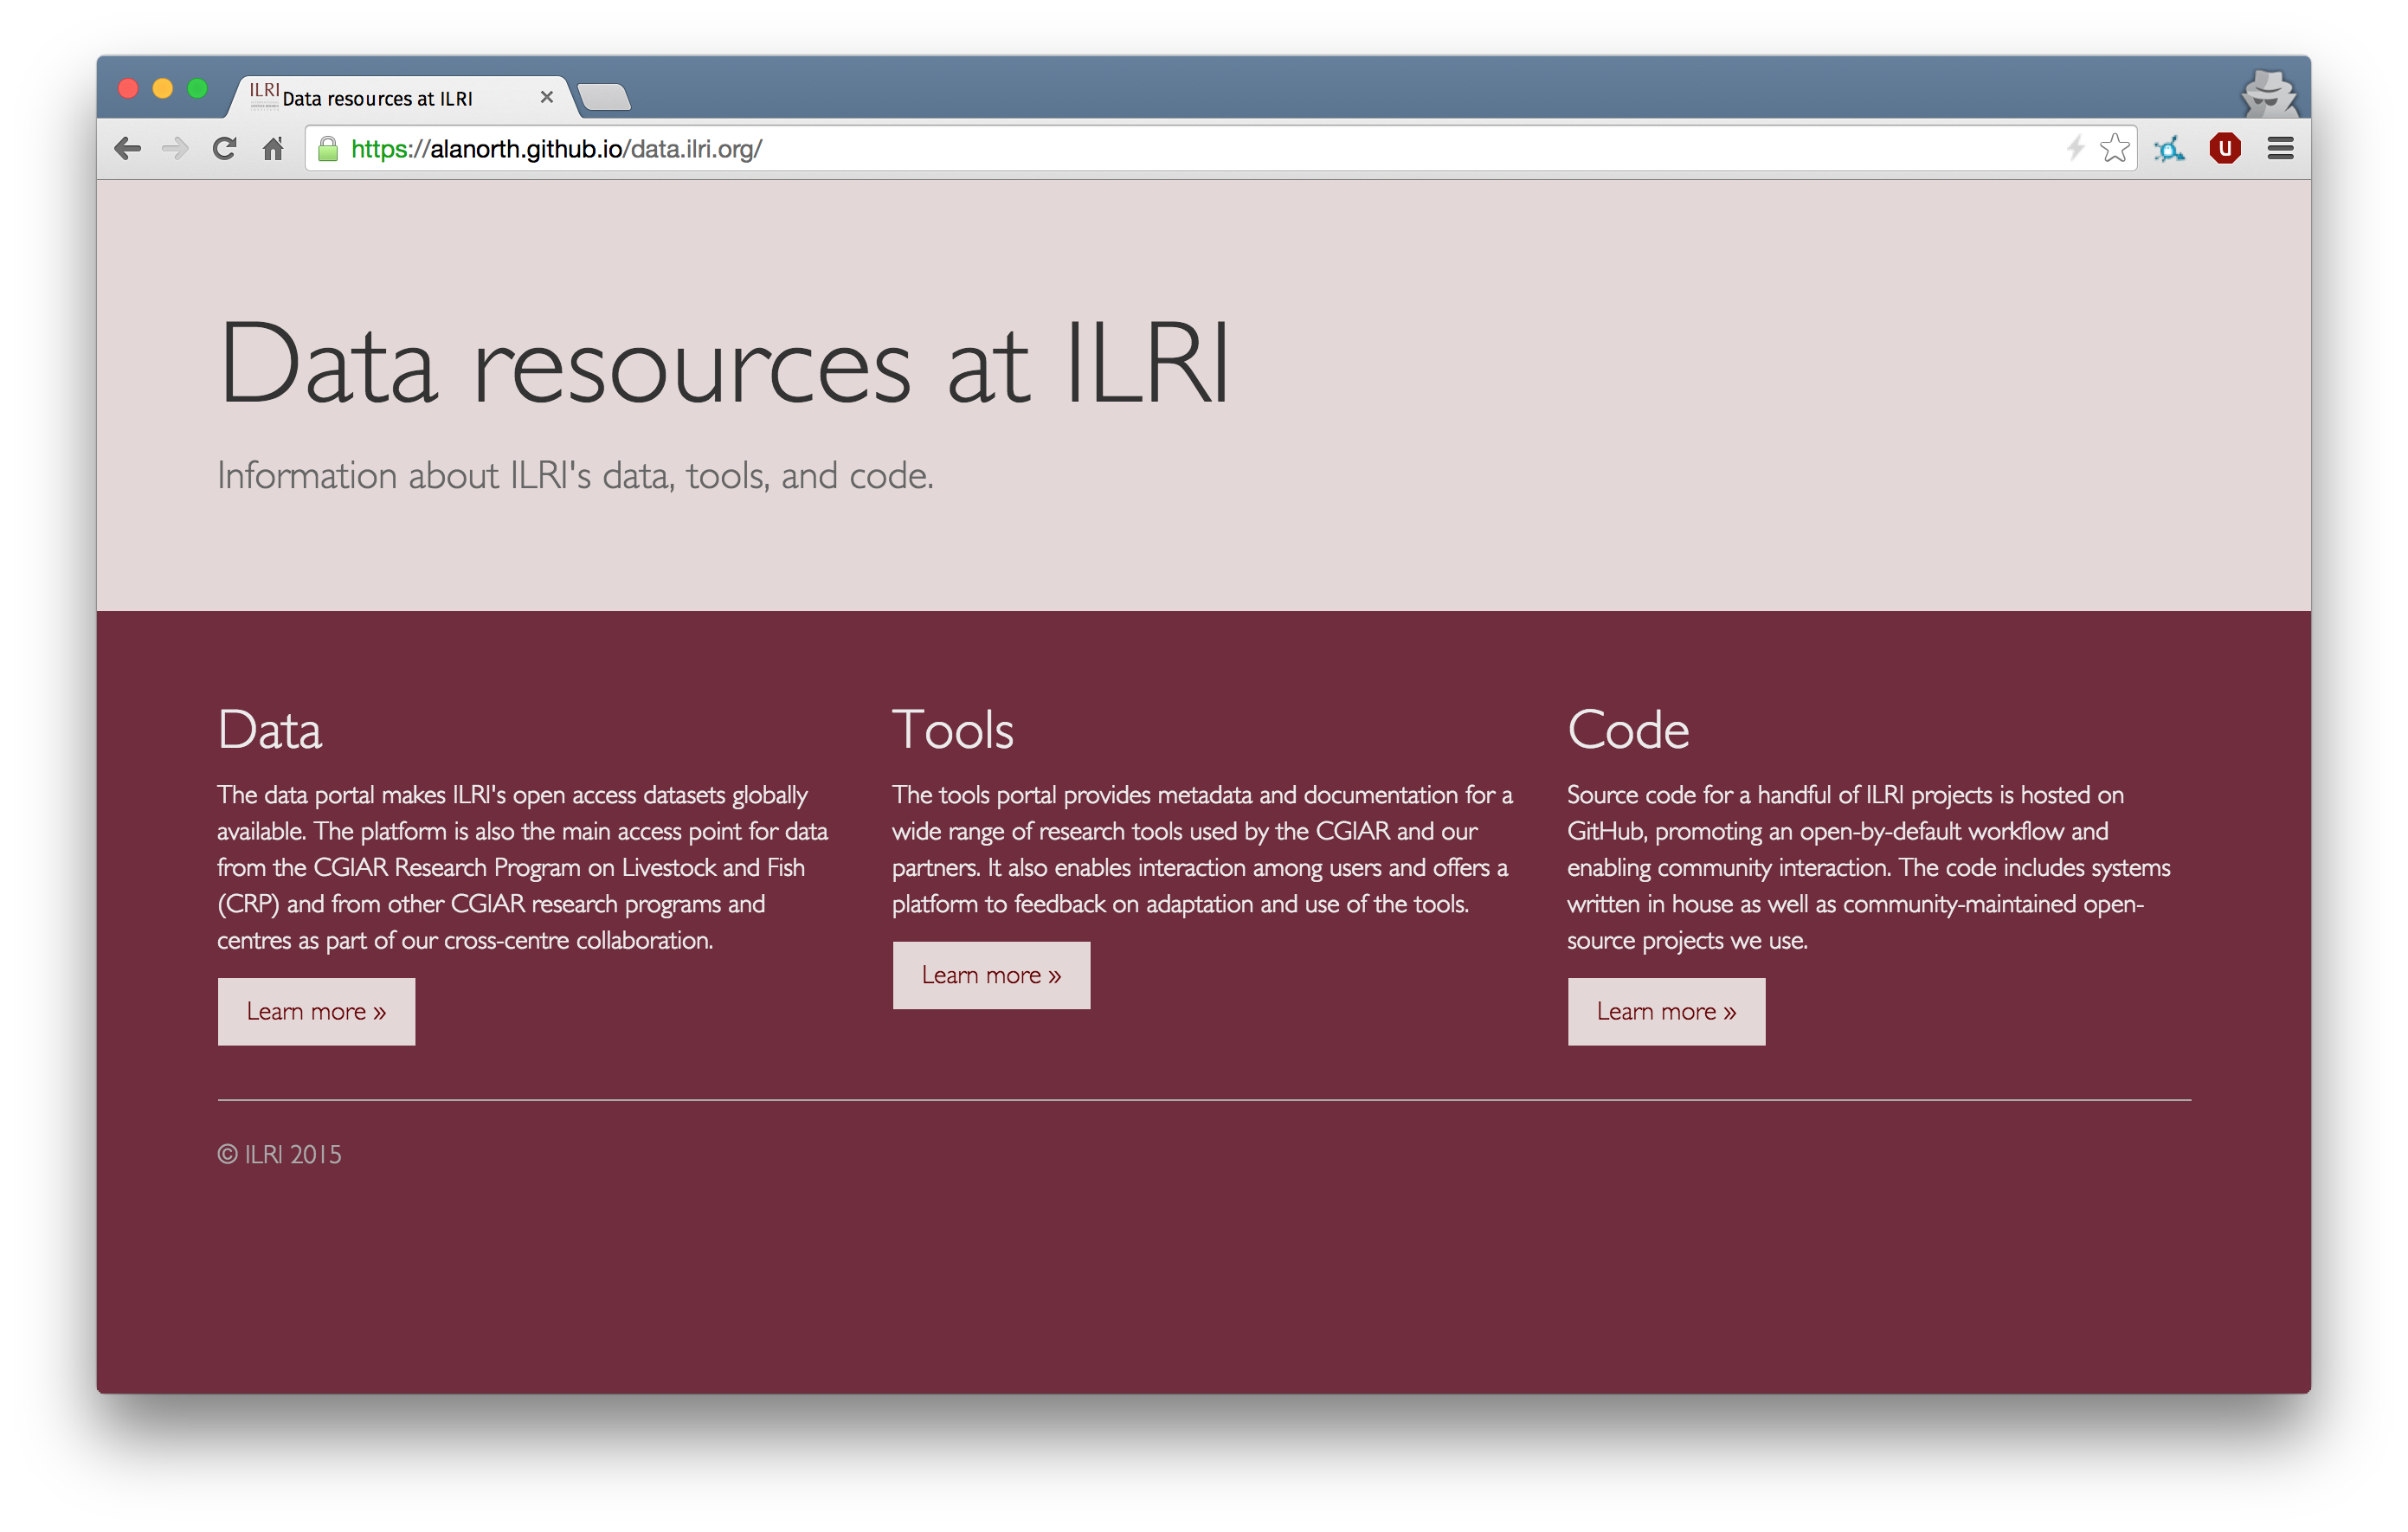 ILRI
Data resources at ILRI
https://alanorth.github.io/data.ilri.org/
u
Data resources at ILRI
Information about ILRI's data, tools, and code.
Data
The data portal makes ILRI's open access datasets globally
available. The platform is also the main access point for data
from the CGIAR Research Program on Livestock and Fish
(CRP) and from other CGIAR research programs and
centres as part of our cross-centre collaboration.
Learn more »
Tools
The tools portal provides metadata and documentation for a
wide range of research tools used by the CGIAR and our
partners. It also enables interaction among users and offers a
platform to feedback on adaptation and use of the tools.
Learn more »
Code
Source code for a handful of ILRI projects is hosted on
GitHub, promoting an open-by-default workflow and
enabling community interaction. The code includes systems
written in house as well as community-maintained open-
source projects we use.
Learn more »
© ILRI 2015